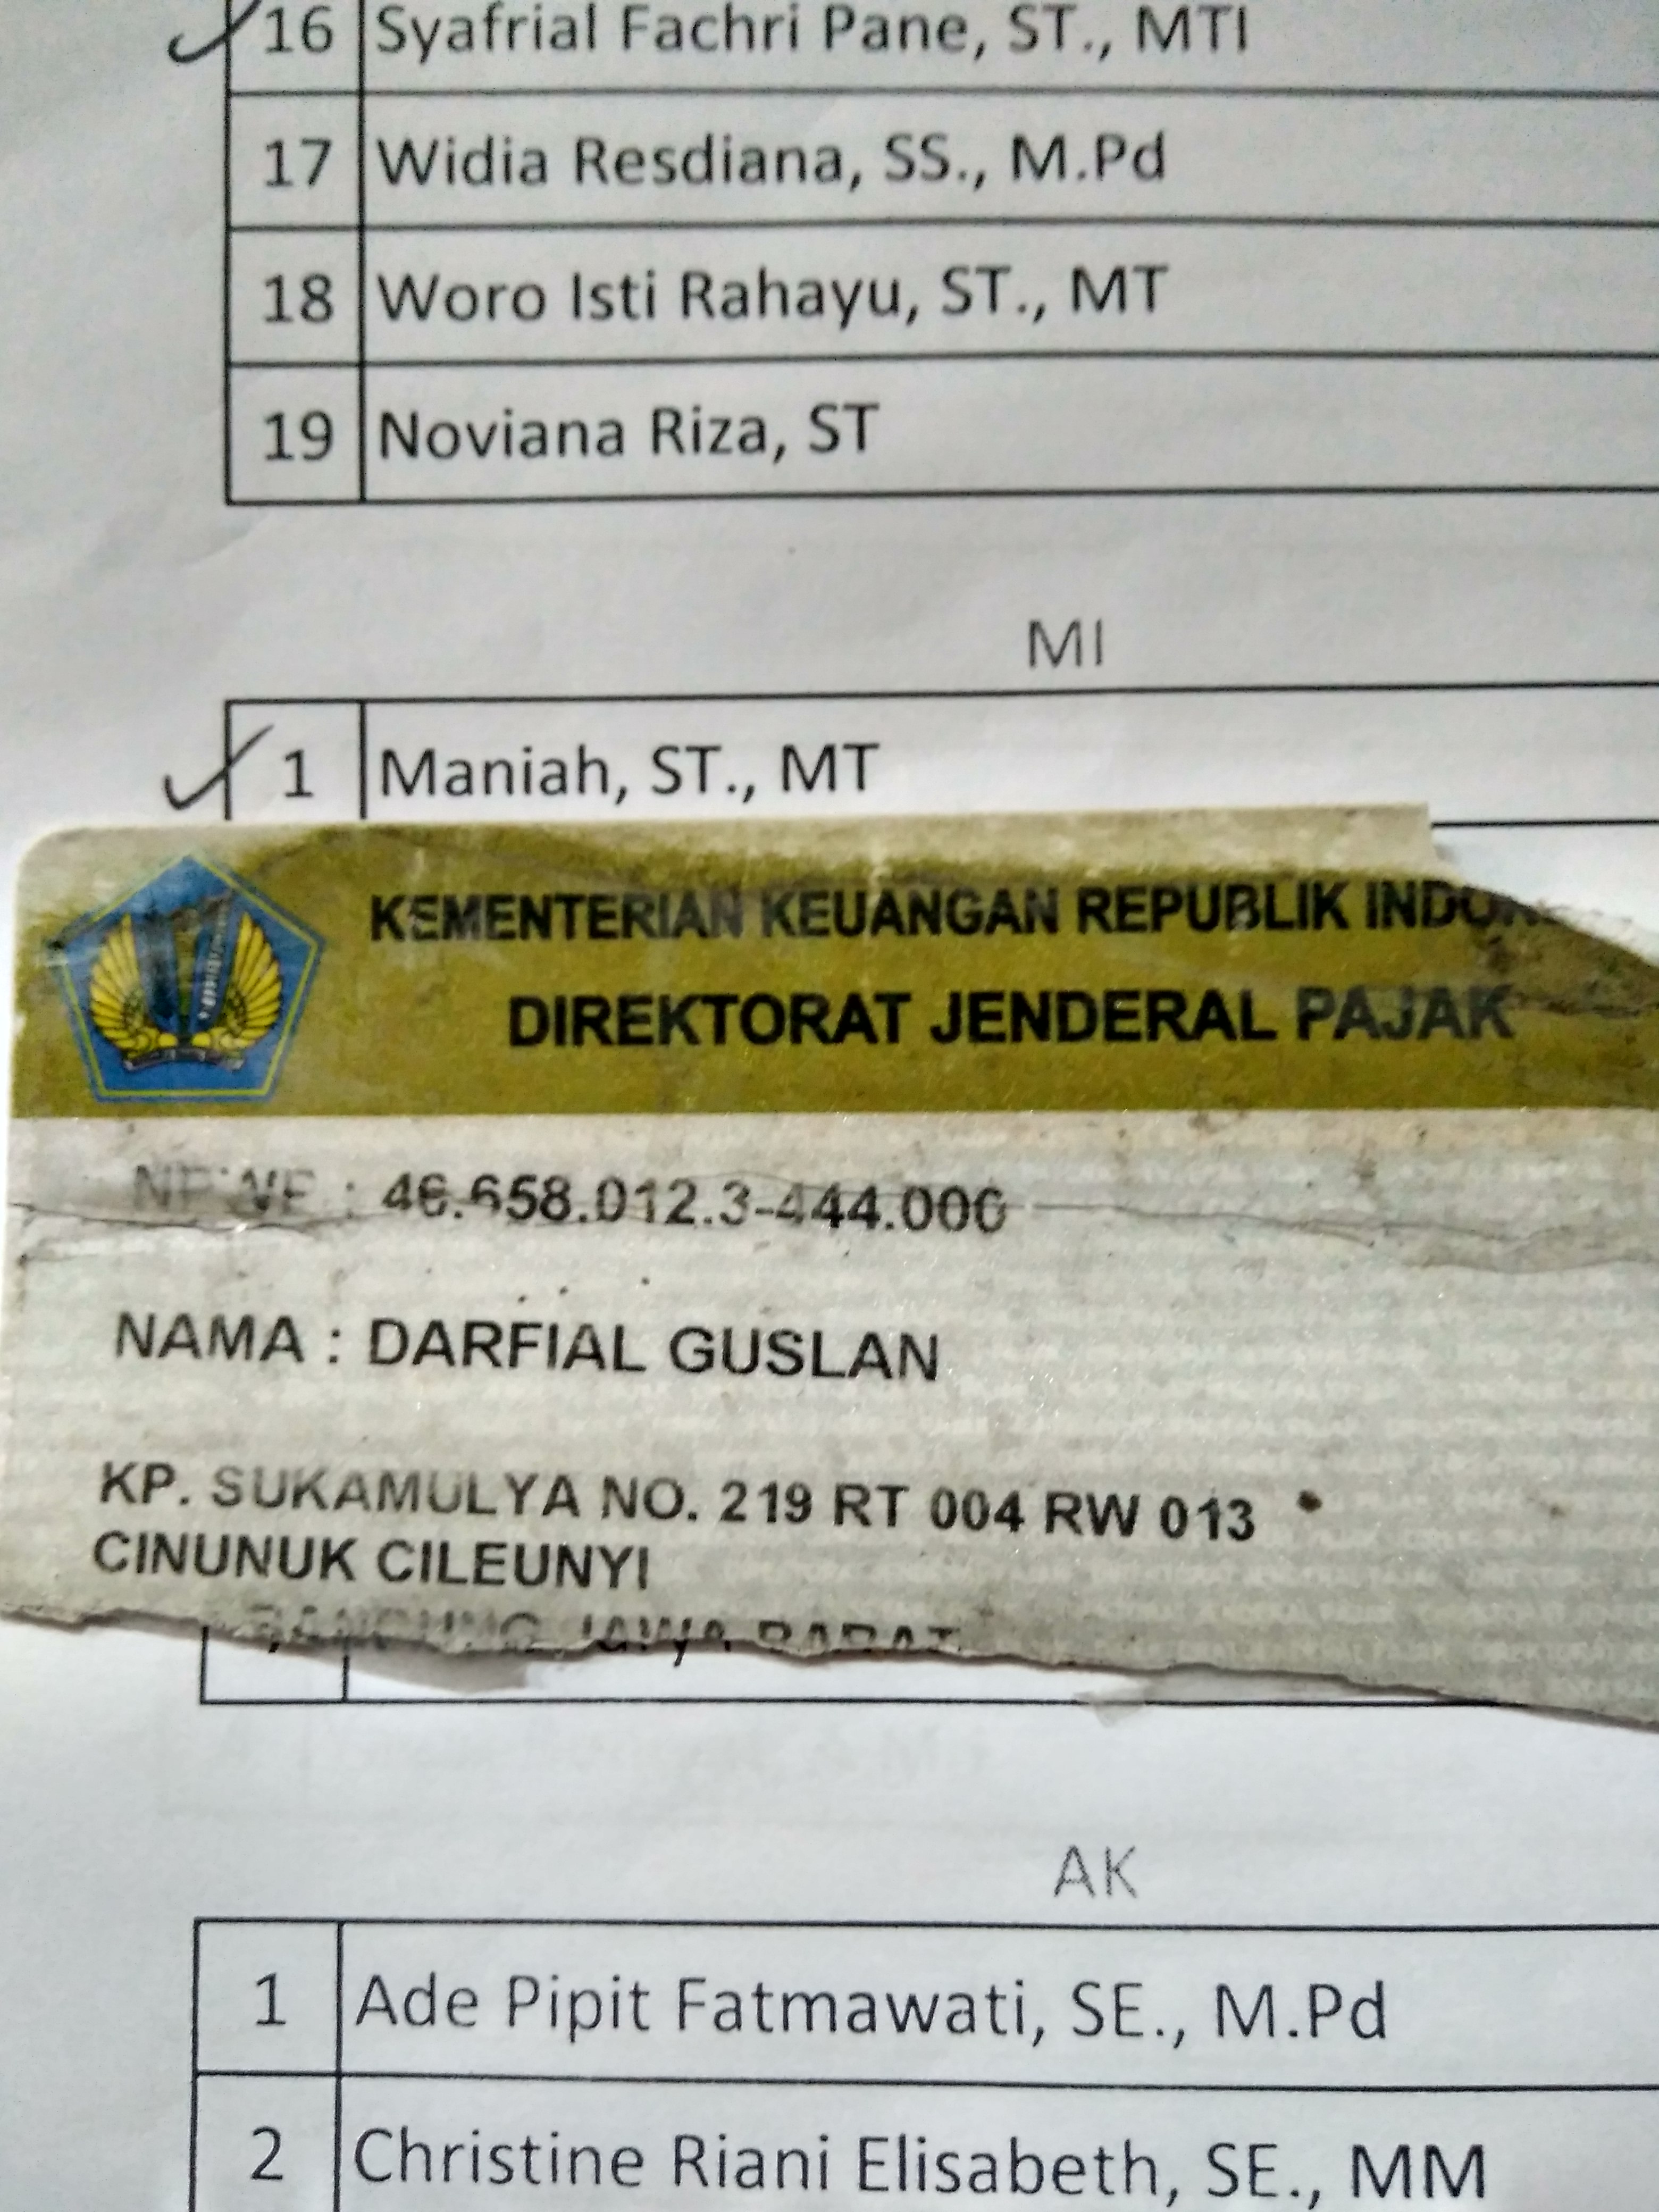 16 Syafrial Fachri Pane, ST., MTI
17 Widia Resdiana, SS., M.Pd
18 Woro Isti Rahayu, ST., MT
19 Noviana Riza, ST
MI
1 Maniah, ST., MT
KEMENTERIAN KEUANGAN REPUBLIK
DIREKTORAT JENDERAL PAJAK
NPWP : 46.658.012.3-444.000
NAMA : DARFIAL GUSLAN
KP. SUKAMULYA NO. 219 RT 004 RW 013
CINUNUK CILEUNYI
BANDUNG JAWA BARAT
AK
1 Ade Pipit Fatmawati, SE., M.Pd
2 Christine Riani Elisabeth, SE., MM